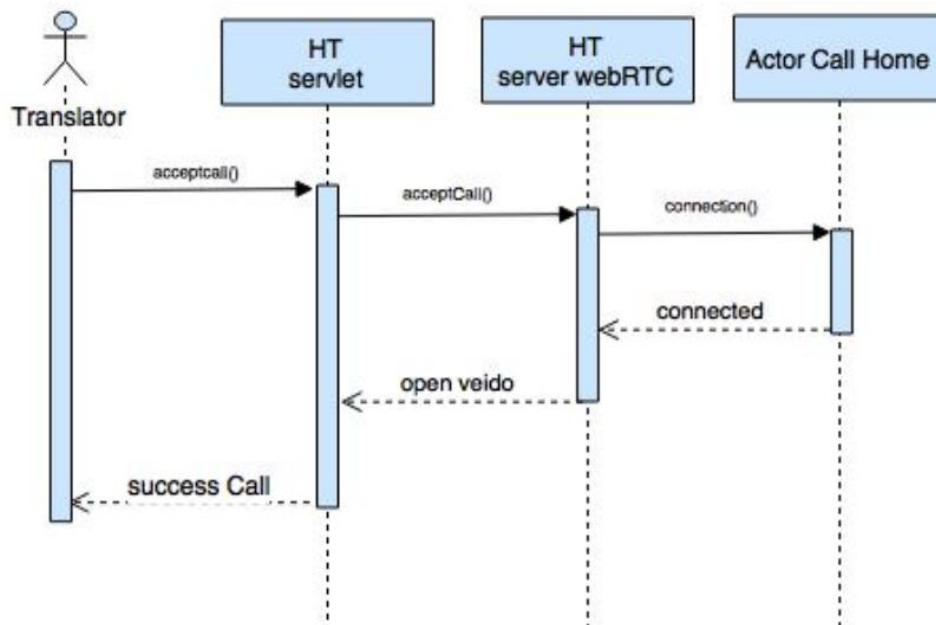 HT
servlet
HT
server webRTC
Actor Call Home
Translator
acceptcall()
acceptCall()
connection()
connected
open veido
success Call